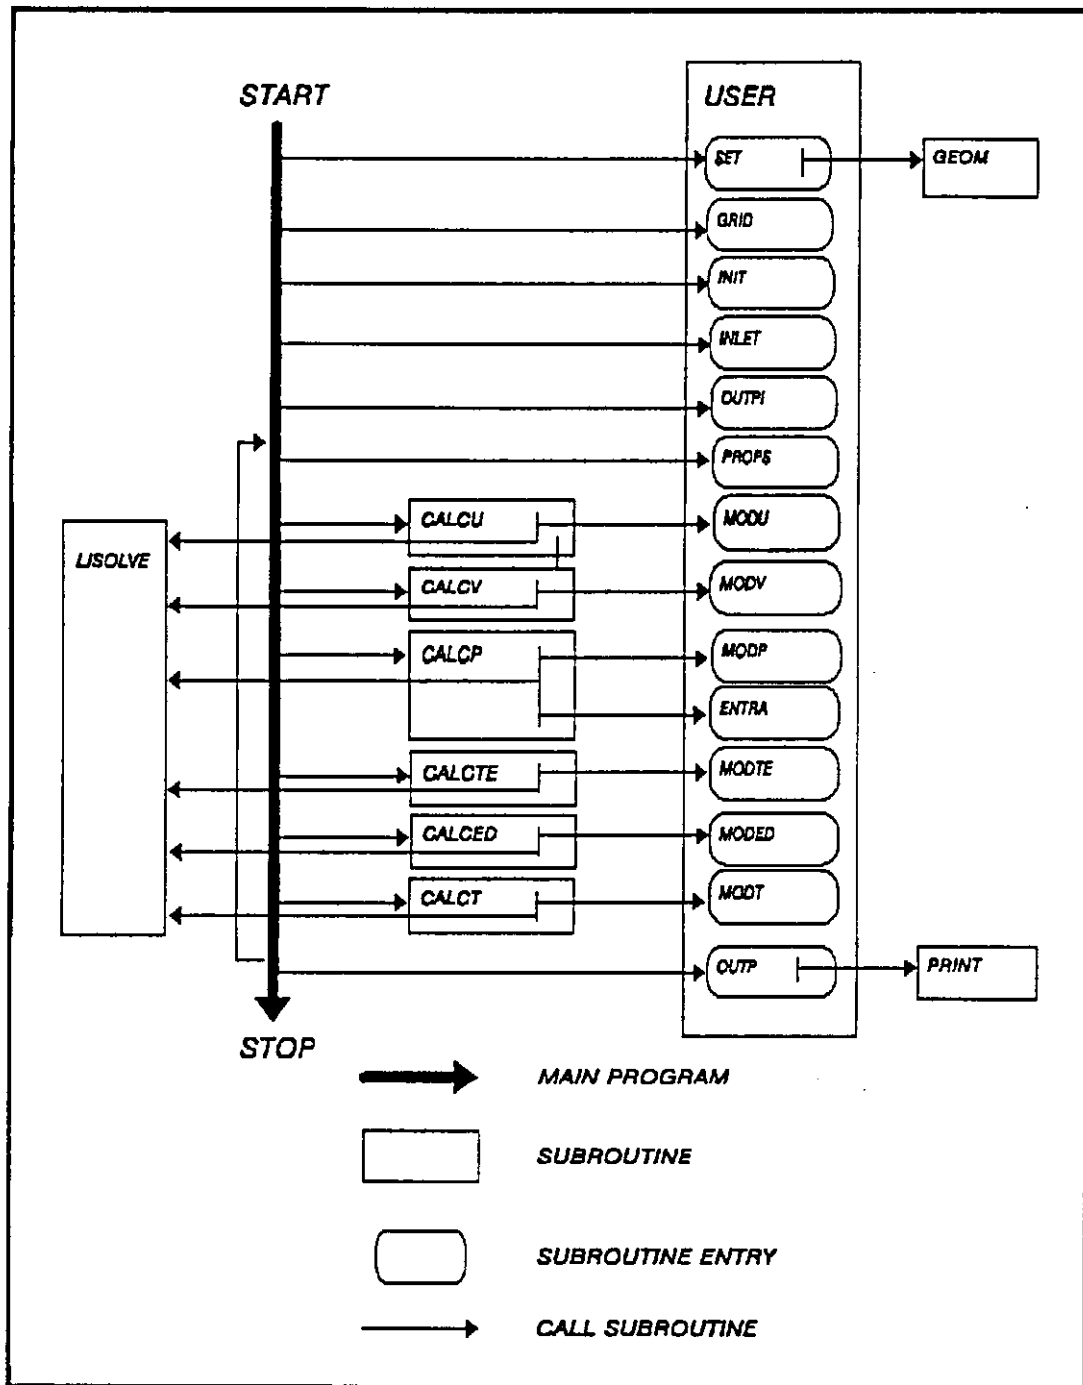 START
USER
SET
GEOM
GRID
INIT
INLET
OUTPI
PROPS
CALCU
MODU
LISOLVE
CALCV
MODV
CALCP
MODP
ENTRA
CALCTE
MODTE
CALCED
MODED
CALCT
MODT
OUTP
PRINT
STOP
MAIN PROGRAM
SUBROUTINE
SUBROUTINE ENTRY
CALL SUBROUTINE